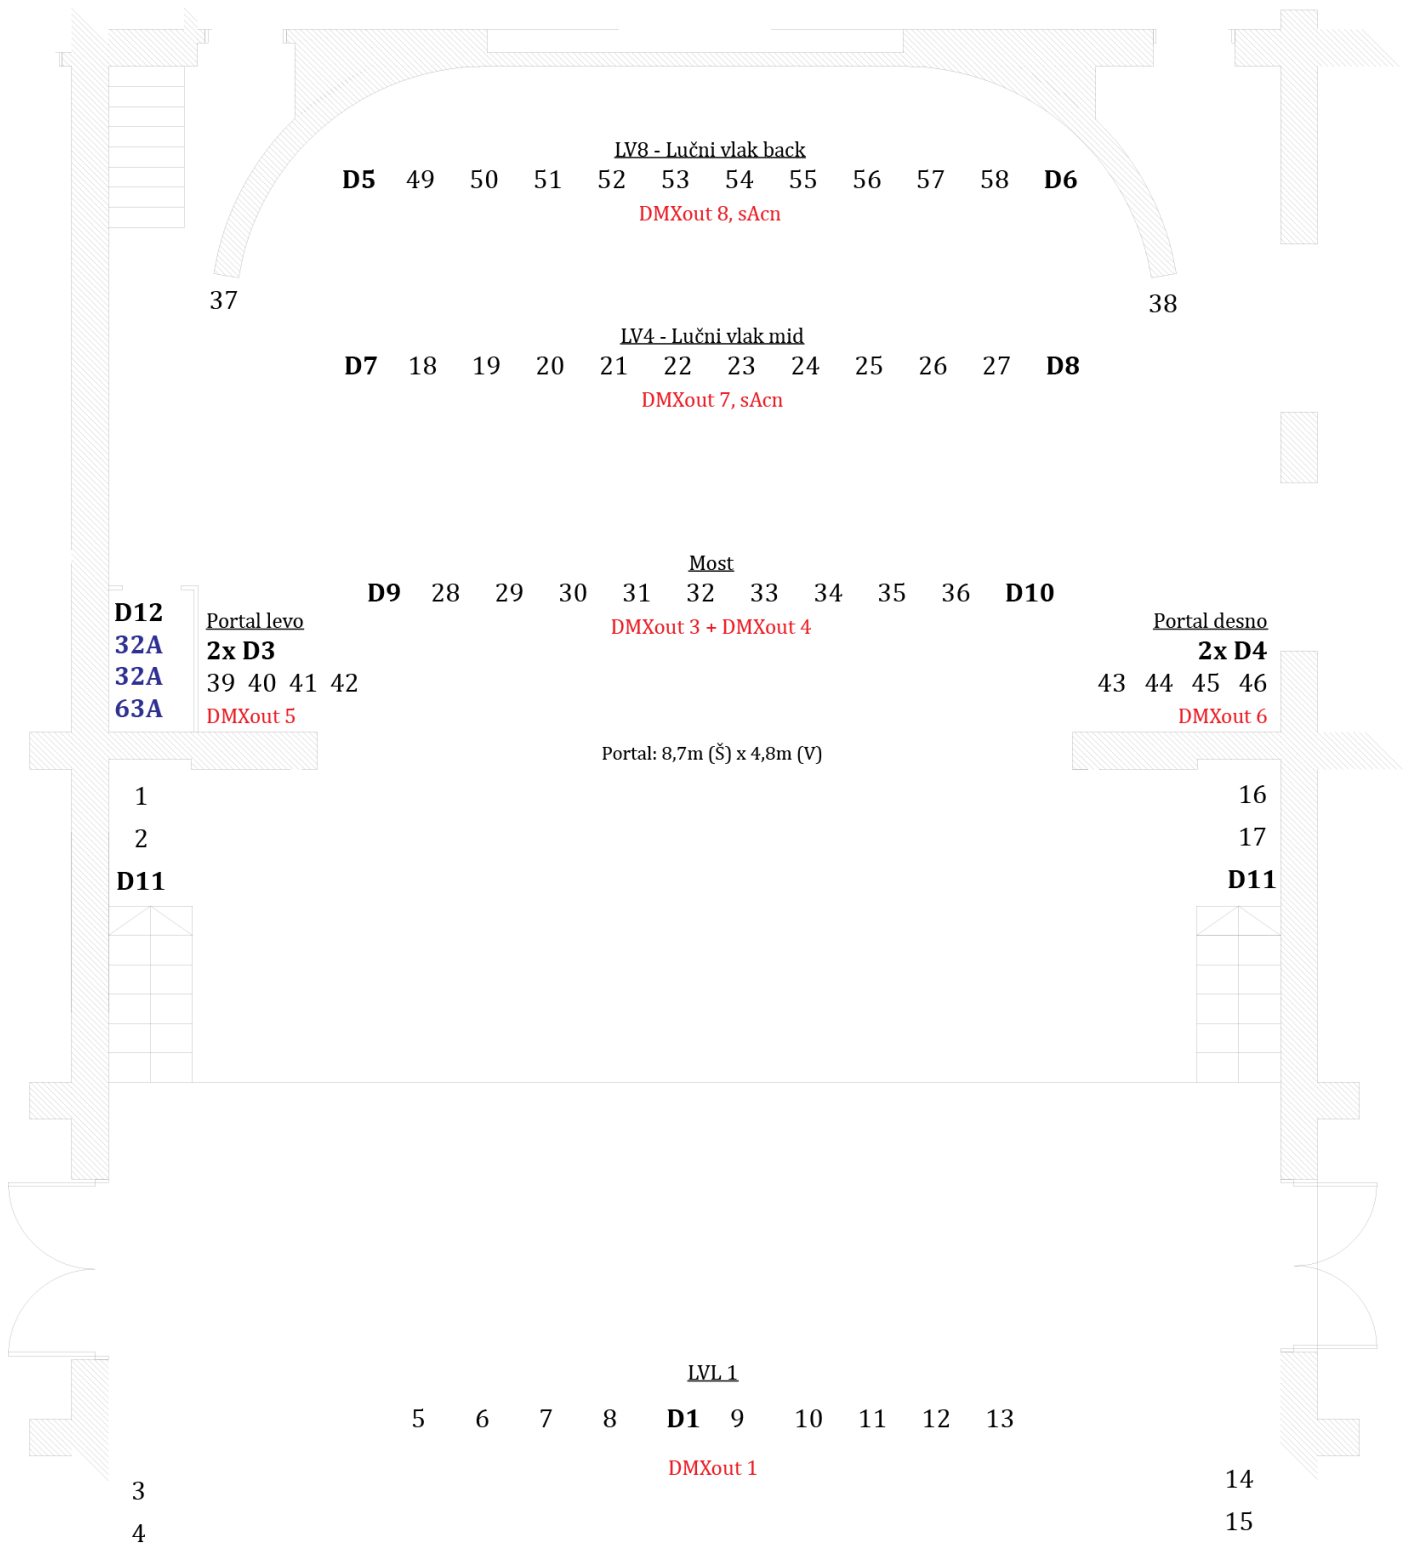 LV8 - Lučni vlak back
D5 49 50 51 52 53 54 55 56 57 58 D6
DMXout 8, sAcn
37
38
LV4 - Lučni vlak mid
D7 18 19 20 21 22 23 24 25 26 27 D8
DMXout 7, sAcn
Most
D9 28 29 30 31 32 33 34 35 36 D10
DMXout 3 + DMXout 4
D12
32A
32A
63A
Portal levo
2x D3
39 40 41 42
DMXout 5
Portal desno
2x D4
43 44 45 46
DMXout 6
Portal: 8,7m (Š) x 4,8m (V)
1
2
D11
16
17
D11
LVL 1
5 6 7 8 D1 9 10 11 12 13
DMXout 1
3
4
14
15